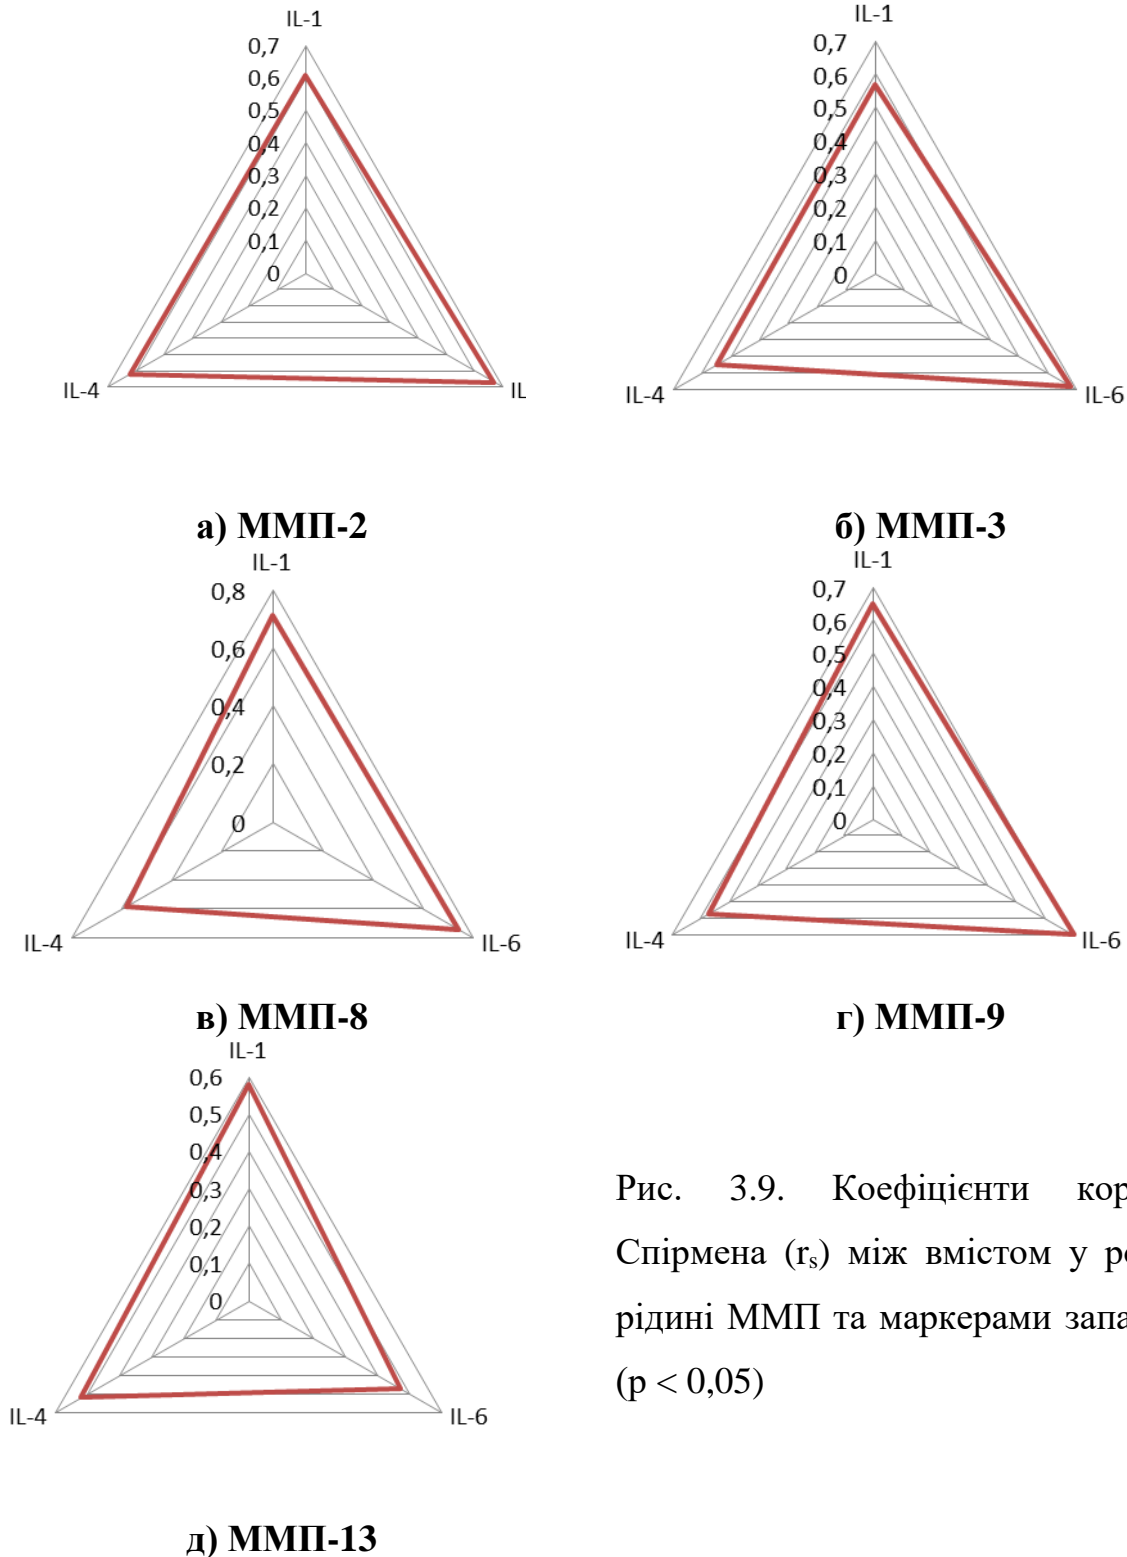 IL-1
0,7
0,6
0,5
0,4
0,3
0,2
0,1
0
IL-4
IL
а) ММП-2
IL-1
0,7
0,6
0,5
0,4
0,3
0,2
0,1
0
IL-4
IL-6
б) ММП-3
IL-1
0,8
0,6
0,4
0,2
0
IL-4
IL-6
в) ММП-8
IL-1
0,7
0,6
0,5
0,4
0,3
0,2
0,1
0
IL-4
IL-6
г) ММП-9
IL-1
0,6
0,5
0,4
0,3
0,2
0,1
0
IL-4
IL-6
д) ММП-13
Рис. 3.9. Коефіцієнти кор
Спірмена (rs) між вмістом у р
рідині ММП та маркерами запа
(p < 0,05)